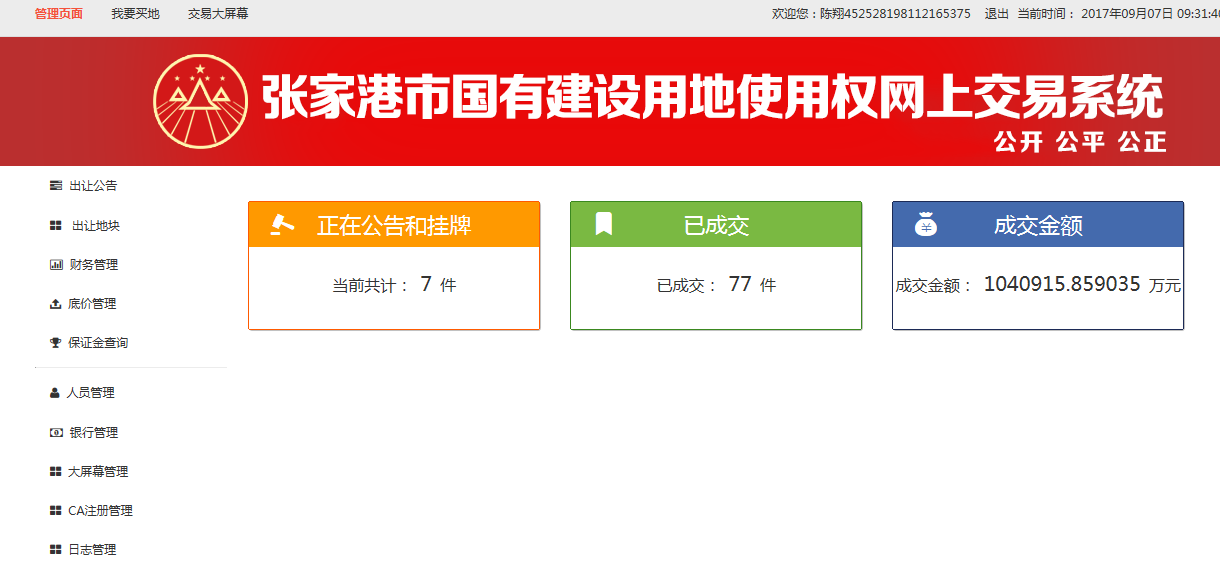 管理页面 我要买地 交易大屏幕 欢迎您：陈翔452528198112165375 退出 当前时间： 2017年09月07日 09:31:40
张家港市国有建设用地使用权网上交易系统
公开 公平 公正
出让公告
出让地块
财务管理
底价管理
保证金查询
人员管理
银行管理
大屏幕管理
CA注册管理
日志管理
正在公告和挂牌
当前共计： 7 件
已成交
已成交： 77 件
成交金额
成交金额： 1040915.859035 万元